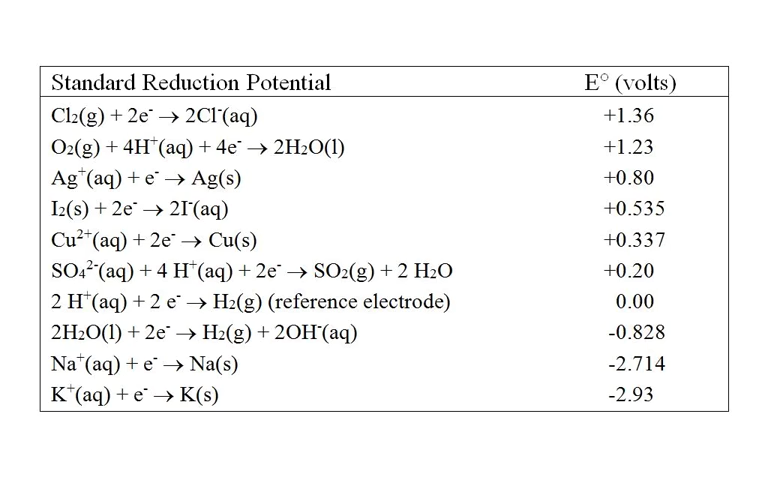 Standard Reduction Potential E° (volts)
Cl₂(g) + 2e⁻ → 2Cl⁻(aq) +1.36
O₂(g) + 4H⁺(aq) + 4e⁻ → 2H₂O(l) +1.23
Ag⁺(aq) + e⁻ → Ag(s) +0.80
I₂(s) + 2e⁻ → 2I⁻(aq) +0.535
Cu²⁺(aq) + 2e⁻ → Cu(s) +0.337
SO₄²⁻(aq) + 4 H⁺(aq) + 2e⁻ → SO₂(g) + 2 H₂O +0.20
2 H⁺(aq) + 2 e⁻ → H₂(g) (reference electrode) 0.00
2H₂O(l) + 2e⁻ → H₂(g) + 2OH⁻(aq) -0.828
Na⁺(aq) + e⁻ → Na(s) -2.714
K⁺(aq) + e⁻ → K(s) -2.93